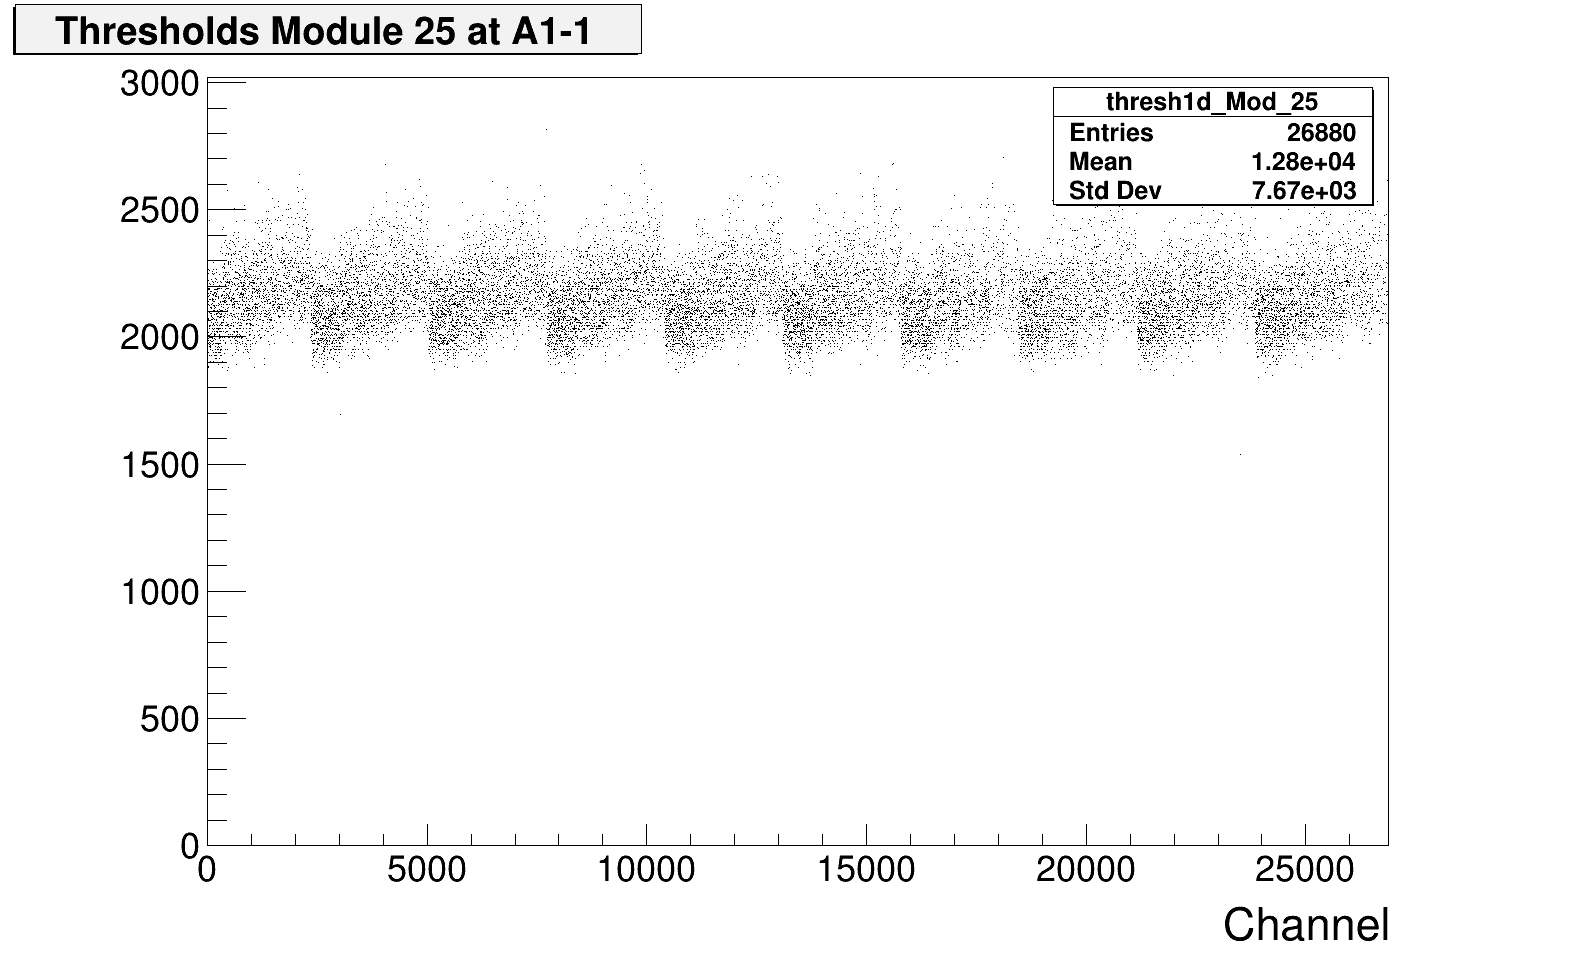 Thresholds Module 25 at A1-1
thresh1d_Mod_25
Entries 26880
Mean 1.28e+04
Std Dev 7.67e+03
3000
2500
2000
1500
1000
500
0
0 5000 10000 15000 20000 25000
Channel